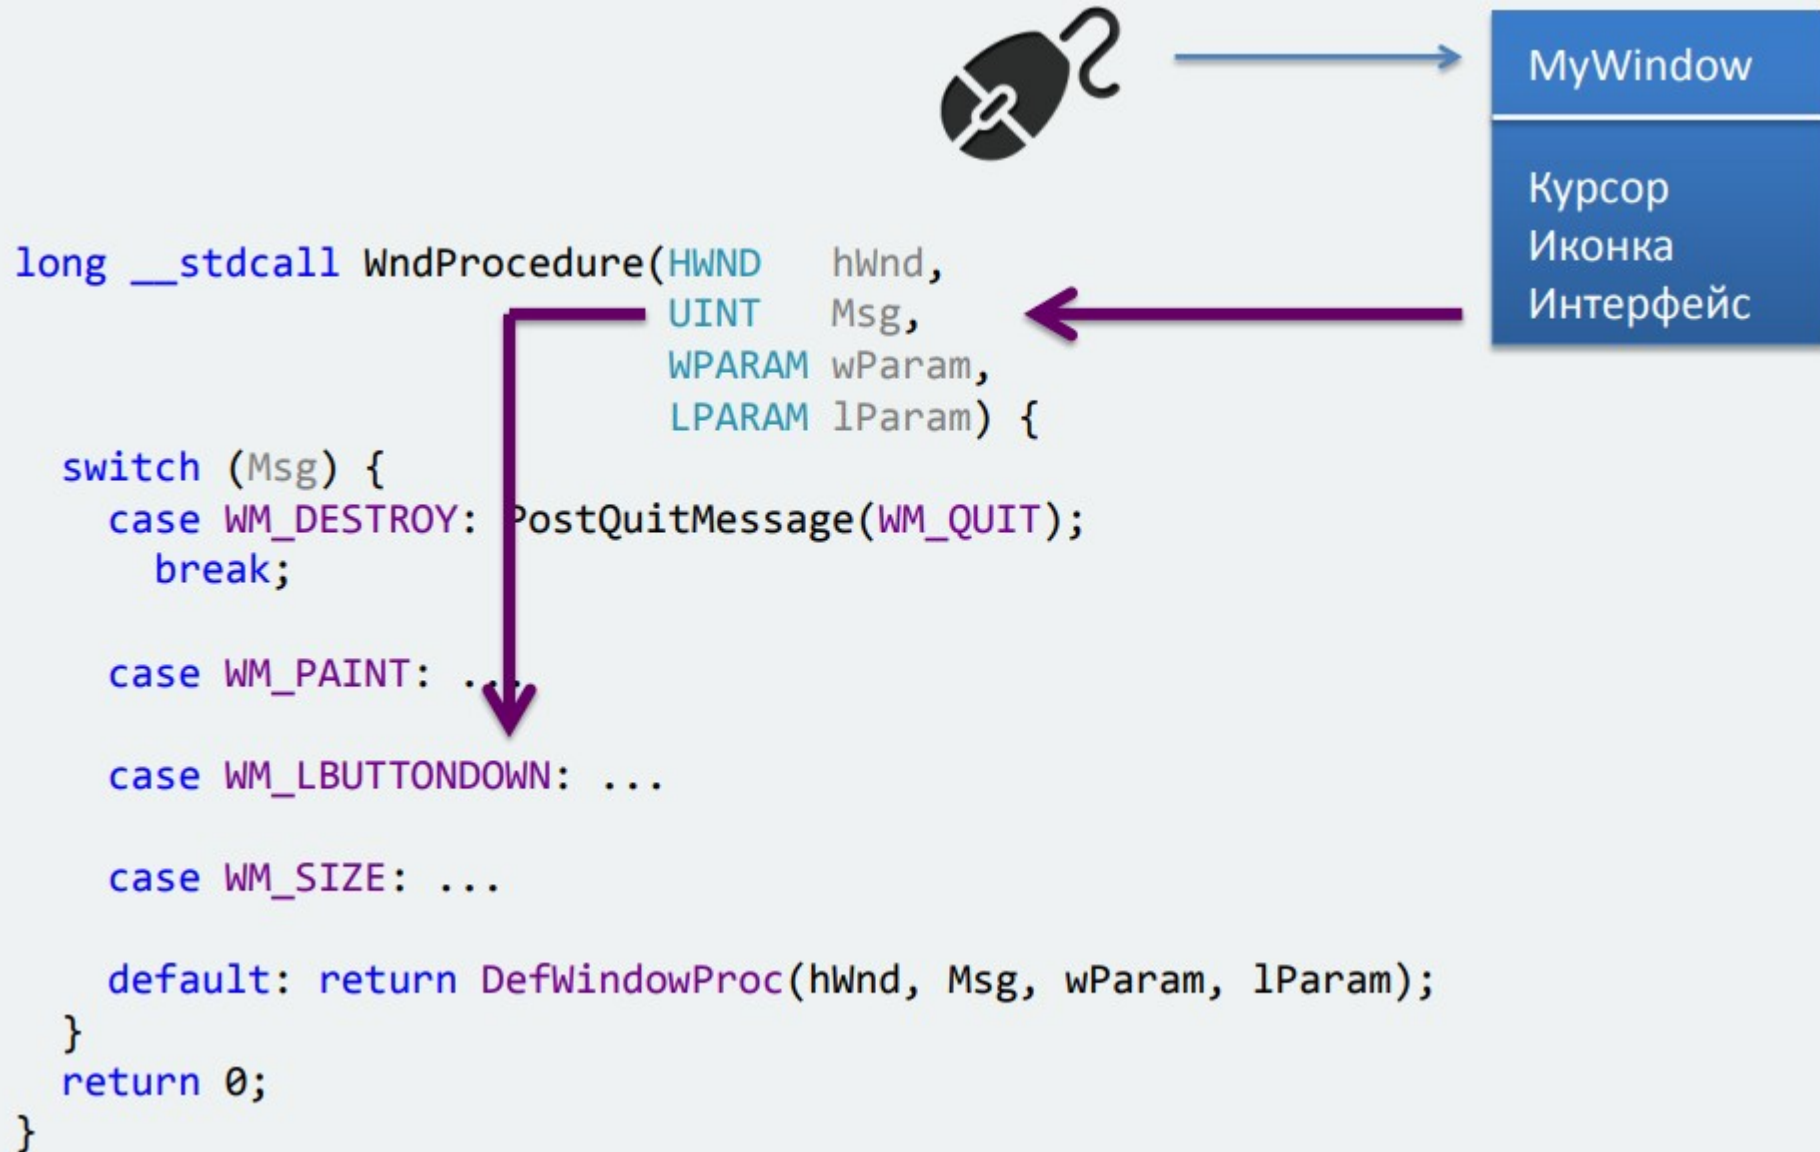 MyWindow
Курсор
Иконка
Интерфейс
long __stdcall WndProcedure(HWND hWnd,
UINT Msg,
WPARAM wParam,
LPARAM lParam) {
switch (Msg) {
case WM_DESTROY: PostQuitMessage(WM_QUIT);
break;
case WM_PAINT: ...
case WM_LBUTTONDOWN: ...
case WM_SIZE: ...
default: return DefWindowProc(hWnd, Msg, wParam, lParam);
}
return 0;
}